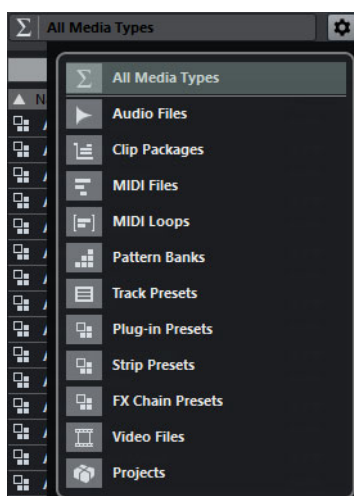 All Media Types
All Media Types
Audio Files
Clip Packages
MIDI Files
MIDI Loops
Pattern Banks
Track Presets
Plug-in Presets
Strip Presets
FX Chain Presets
Video Files
Projects